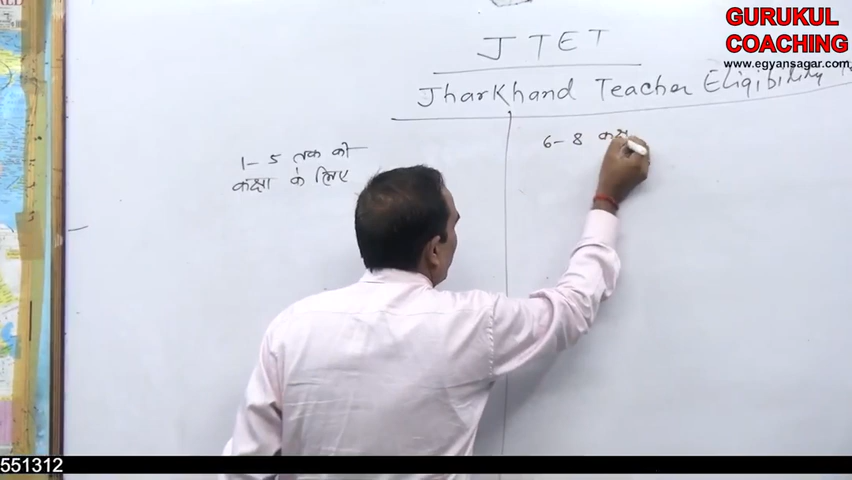 GURUKUL
COACHING
www.egyansagar.com
JTET
Jharkhand Teacher Eligibility
1-5 तक की
कक्षा के लिए
6-8
551312